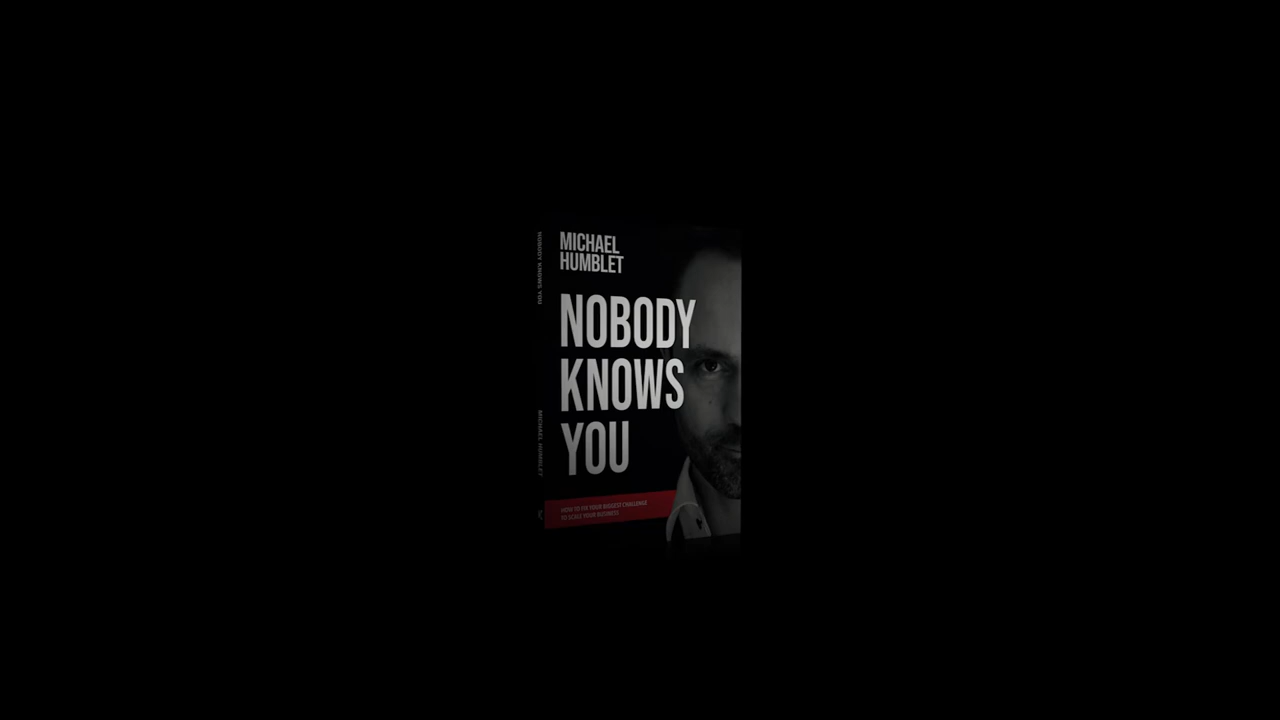 MICHAEL
HUMBLET
NOBODY
KNOWS
YOU
HOW TO FIX YOUR BIGGEST CHALLENGE
TO SCALE YOUR BUSINESS
NOBODY KNOWS YOU
MICHAEL HUMBLET